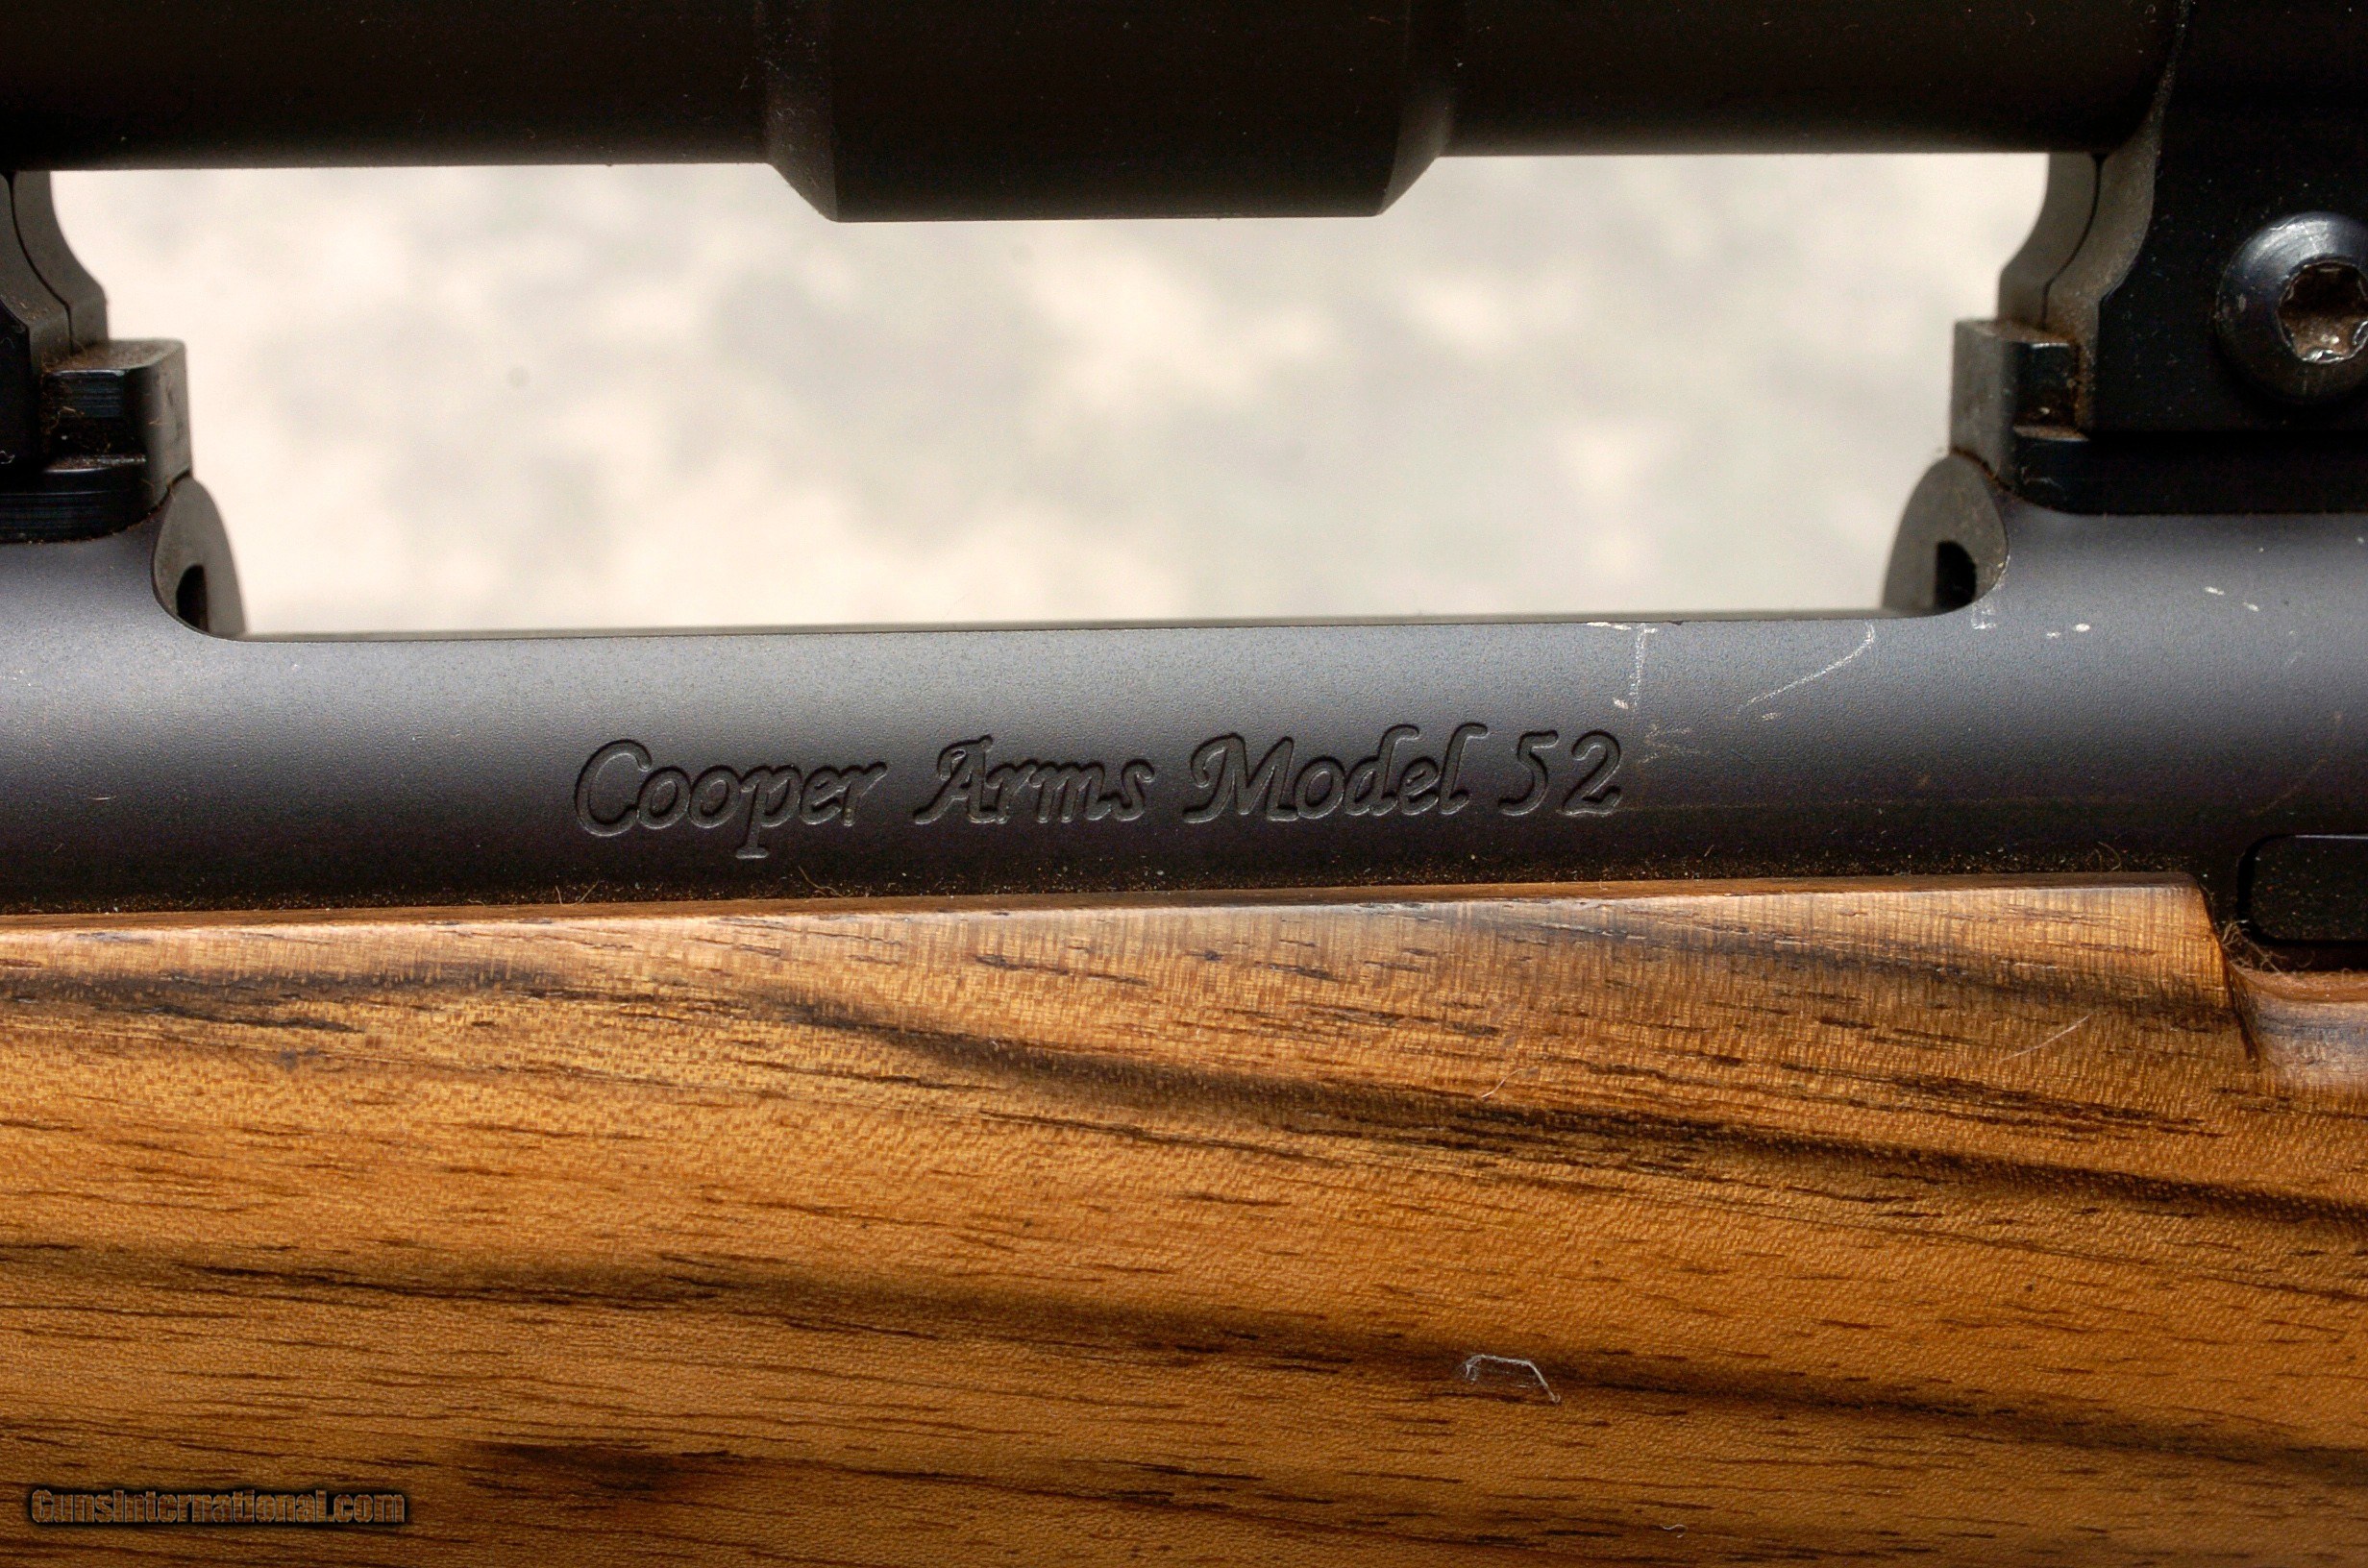 Cooper Arms Model 52
GunsInternational.com